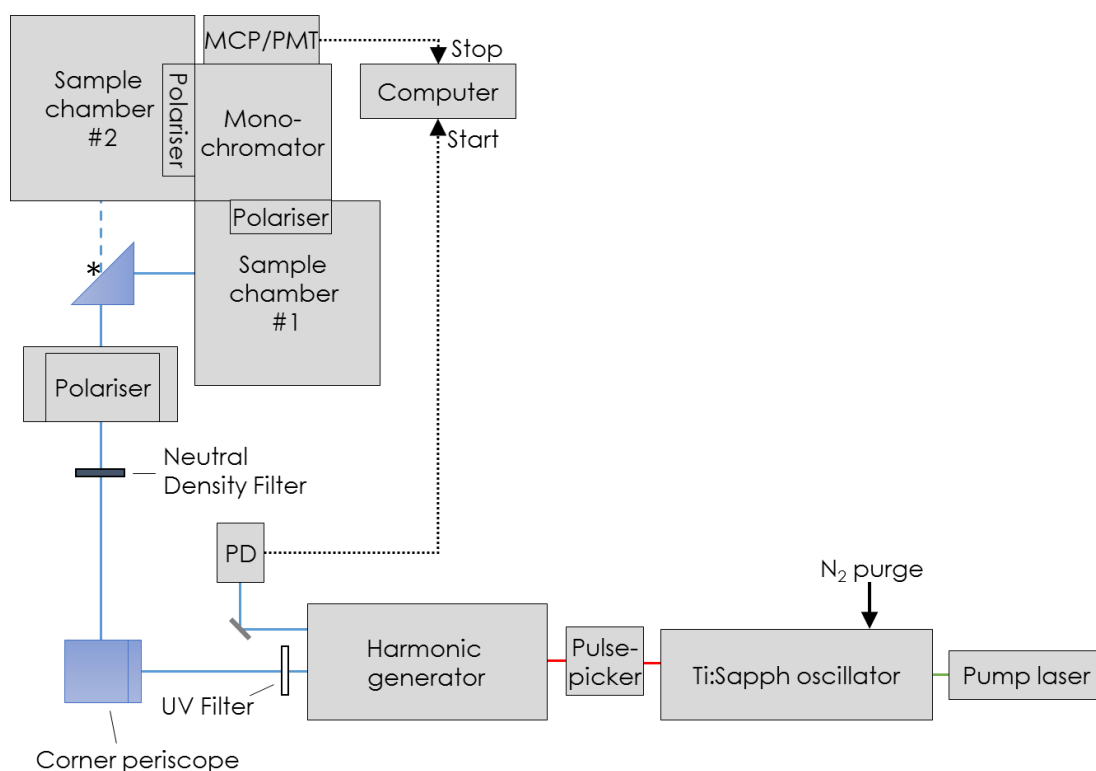 MCP/PMT
Stop
Sample
chamber
#2
Polariser
Mono-
chromator
Computer
Start
Polariser
*
Sample
chamber
#1
Polariser
Neutral
Density Filter
PD
N₂ purge
Harmonic
generator
Pulse-
picker
Ti:Sapph oscillator
Pump laser
UV Filter
Corner periscope